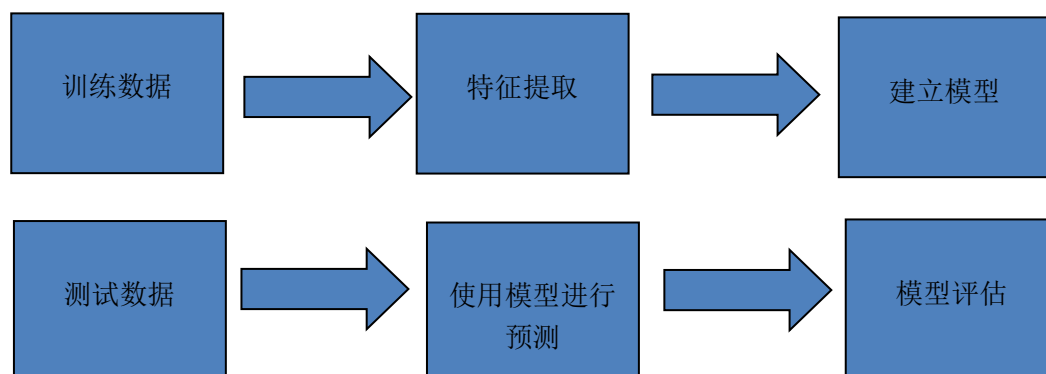 训练数据
特征提取
建立模型
测试数据
使用模型进行
预测
模型评估